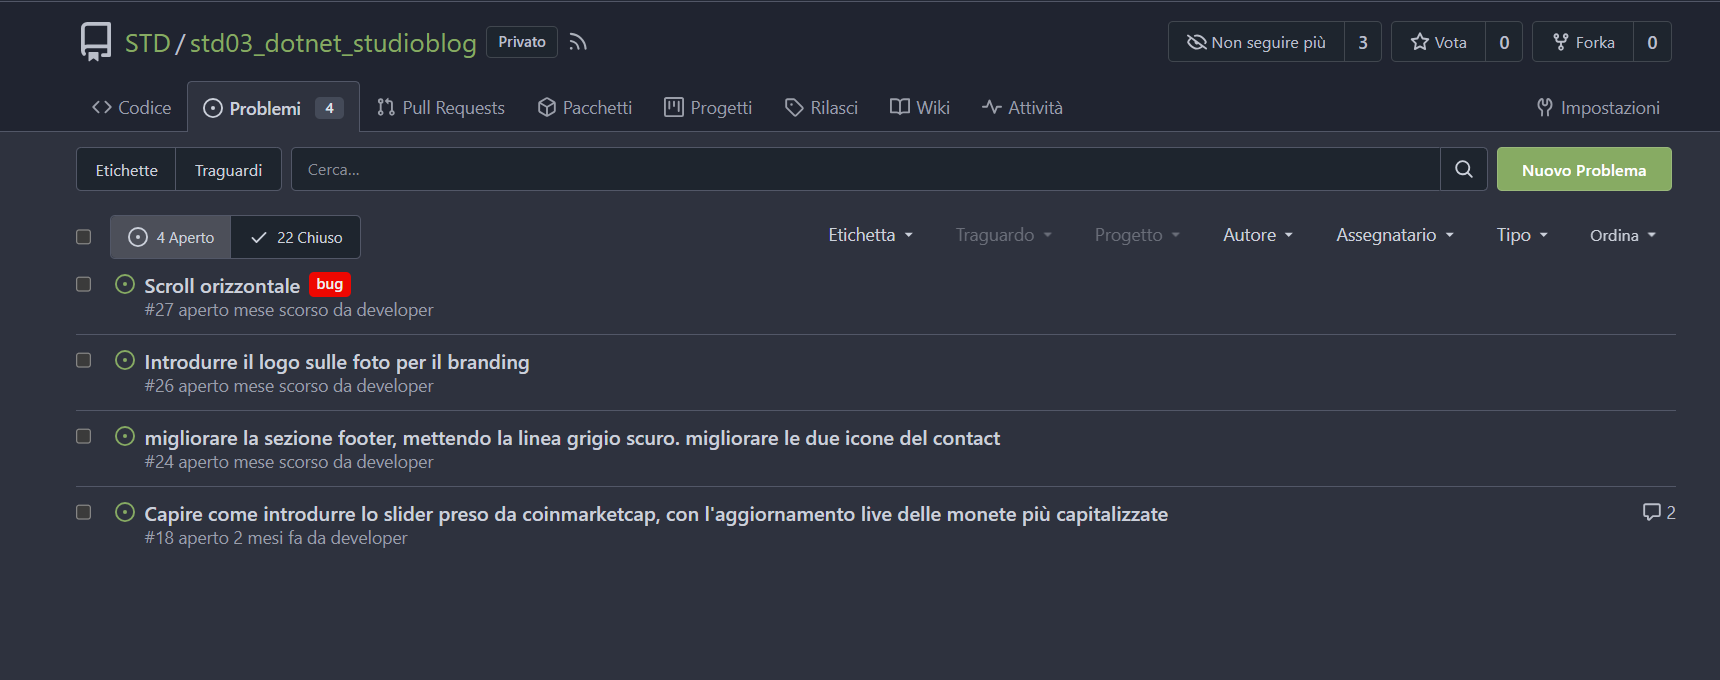 STD / std03_dotnet_studioblog Privato Non seguire più 3 Vota 0 Forka 0
Codice Problemi 4 Pull Requests Pacchetti Progetti Rilasci Wiki Attività Impostazioni
Etichette Traguardi Cerca... Nuovo Problema
4 Aperto 22 Chiuso Etichetta Traguardo Progetto Autore Assegnatario Tipo Ordina
Scroll orizzontale bug
#27 aperto mese scorso da developer
Introdurre il logo sulle foto per il branding
#26 aperto mese scorso da developer
migliorare la sezione footer, mettendo la linea grigio scuro. migliorare le due icone del contact
#24 aperto mese scorso da developer
Capire come introdurre lo slider preso da coinmarketcap, con l'aggiornamento live delle monete più capitalizzate 2
#18 aperto 2 mesi fa da developer